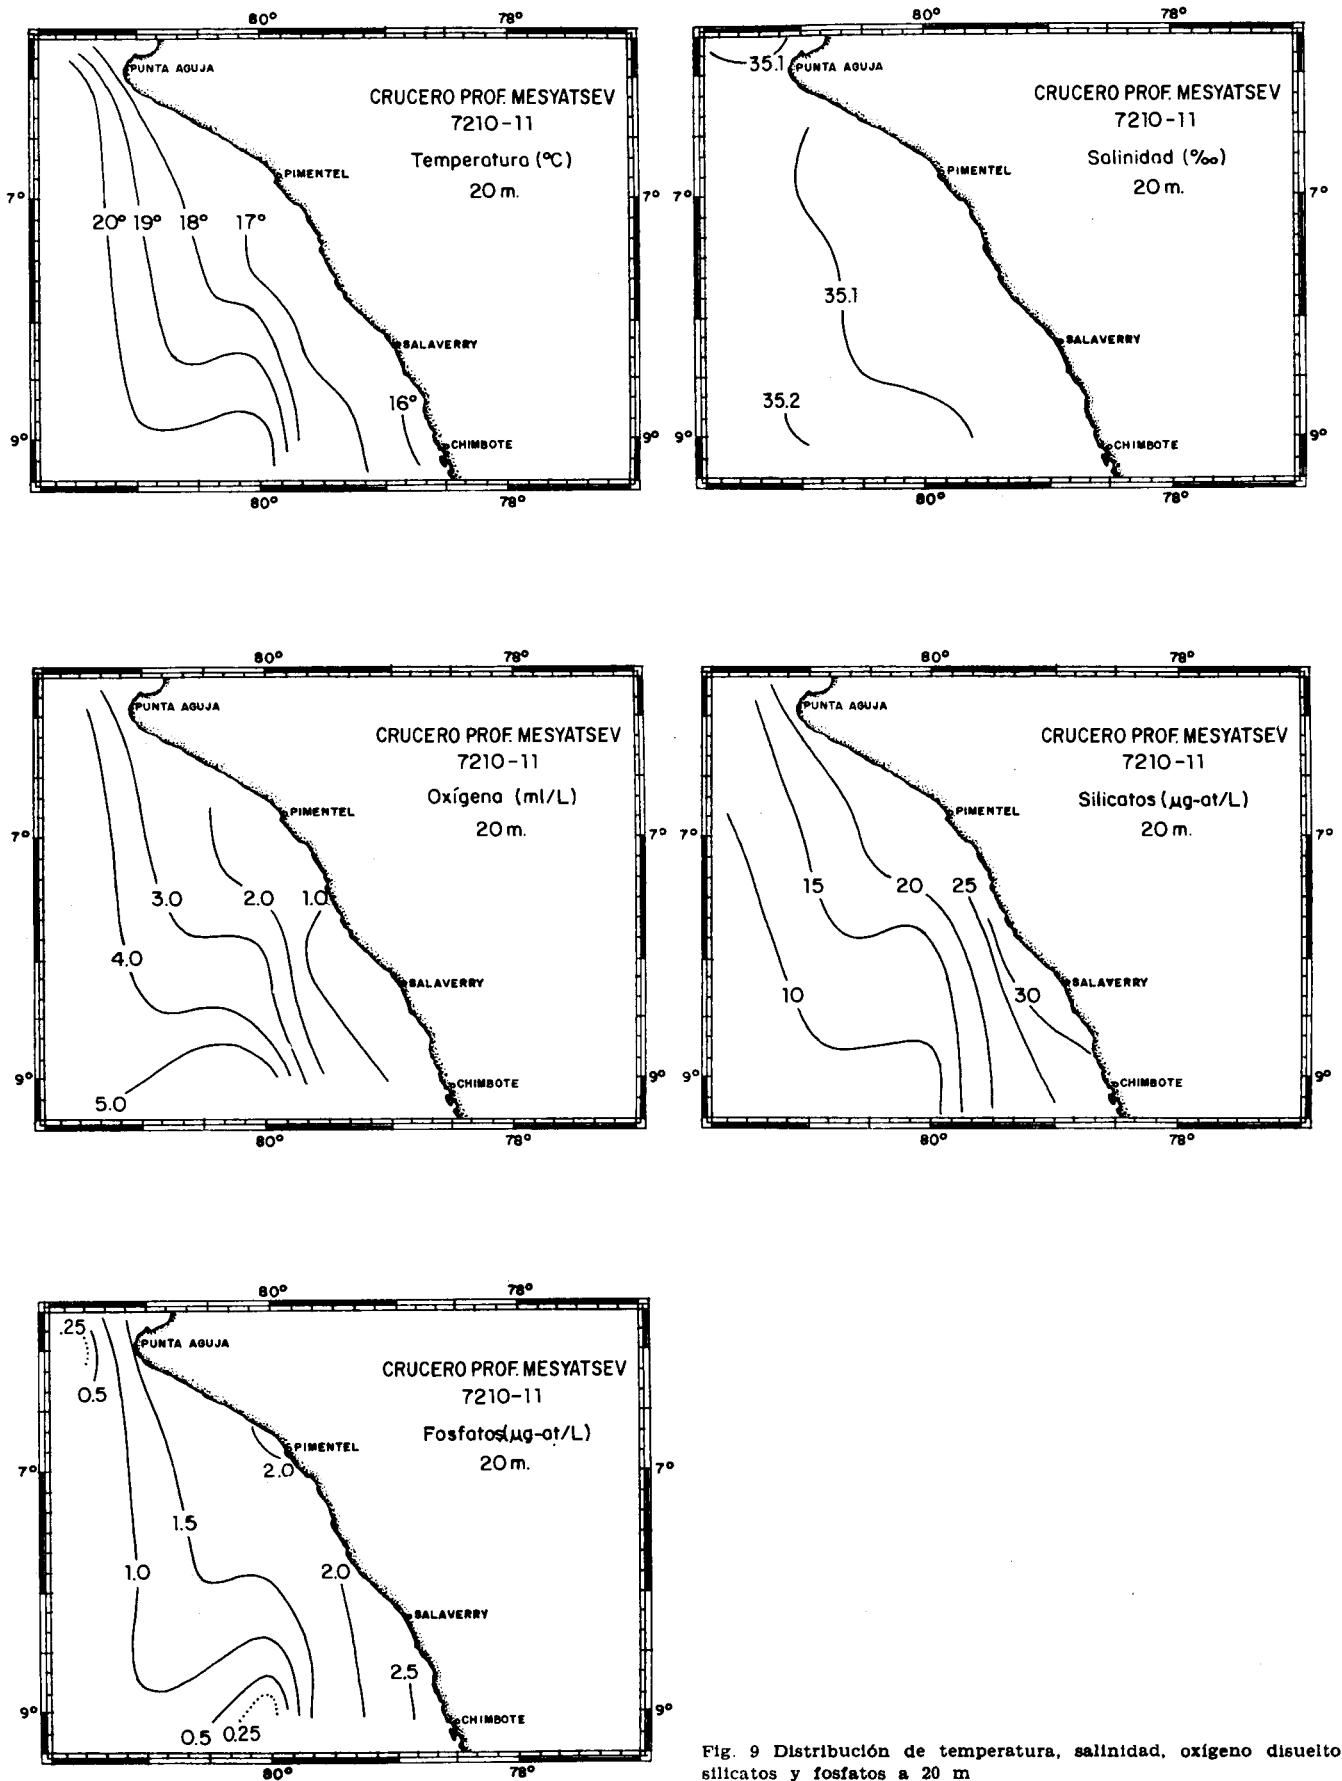 80° 78°
PUNTA AGUJA
CRUCERO PROF. MESYATSEV
7210-11
Temperatura (°C)
20 m.
PIMENTEL
7° 7°
20° 19° 18° 17°
SALAVERRY
16°
9° 9°
CHIMBOTE
80° 78°
80° 78°
35.1
PUNTA AGUJA
CRUCERO PROF. MESYATSEV
7210-11
Salinidad (‰)
20 m.
PIMENTEL
7° 7°
35.1
SALAVERRY
35.2
9° 9°
CHIMBOTE
80° 78°
80° 78°
PUNTA AGUJA
CRUCERO PROF. MESYATSEV
7210-11
Oxígena (ml/L)
20 m.
PIMENTEL
7° 7°
3.0 2.0 1.0
4.0
SALAVERRY
9° 9°
CHIMBOTE
5.0
80° 78°
80° 78°
PUNTA AGUJA
CRUCERO PROF. MESYATSEV
7210-11
Silicatos (µg-at/L)
20 m.
PIMENTEL
7° 7°
15 20 25
10 30
SALAVERRY
9° 9°
CHIMBOTE
80° 78°
80° 78°
.25
PUNTA AGUJA
0.5
CRUCERO PROF. MESYATSEV
7210-11
Fosfatos(µg-at/L)
20 m.
PIMENTEL
2.0
7° 7°
1.5
1.0 2.0
SALAVERRY
2.5
9° 9°
CHIMBOTE
0.5 0.25
80° 78°
Fig. 9 Distribución de temperatura, salinidad, oxígeno disuelto
silicatos y fosfatos a 20 m